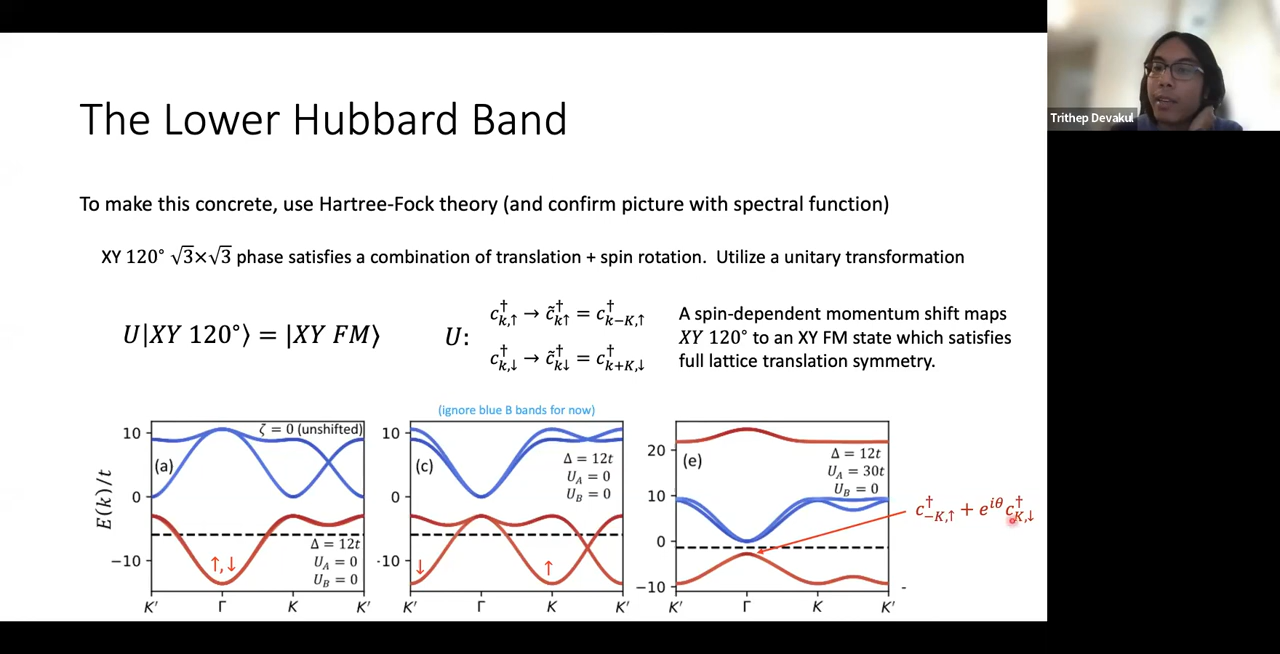 Trithep Devakul
The Lower Hubbard Band
To make this concrete, use Hartree-Fock theory (and confirm picture with spectral function)
XY 120° √3×√3 phase satisfies a combination of translation + spin rotation.  Utilize a unitary transformation
U|XY 120°⟩ = |XY FM⟩
U:
c†k,↑ → c̃†k↑ = c†k−K,↑
c†k,↓ → c̃†k↓ = c†k+K,↓
A spin-dependent momentum shift maps
XY 120° to an XY FM state which satisfies
full lattice translation symmetry.
(ignore blue B bands for now)
E(k)/t
10
0
−10
(a)
ζ = 0 (unshifted)
Δ = 12t
U_A = 0
U_B = 0
↑,↓
K′ Γ K K′
10
0
-10
(c)
Δ = 12t
U_A = 0
U_B = 0
↓
↑
K′ Γ K K′
20
10
0
−10
(e)
Δ = 12t
U_A = 30t
U_B = 0
K′ Γ K K′
c†−K,↑ + e^iθ c†K,↓
-